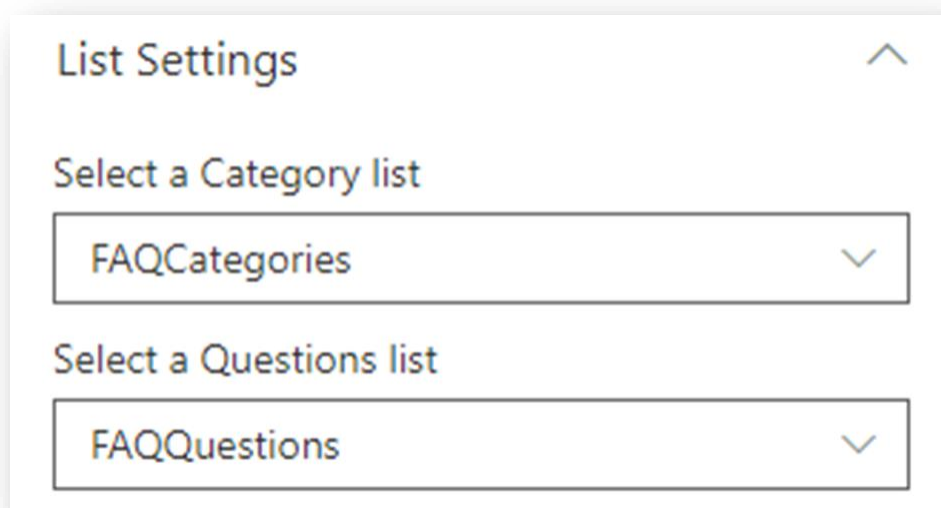 List Settings
Select a Category list
FAQCategories
Select a Questions list
FAQQuestions